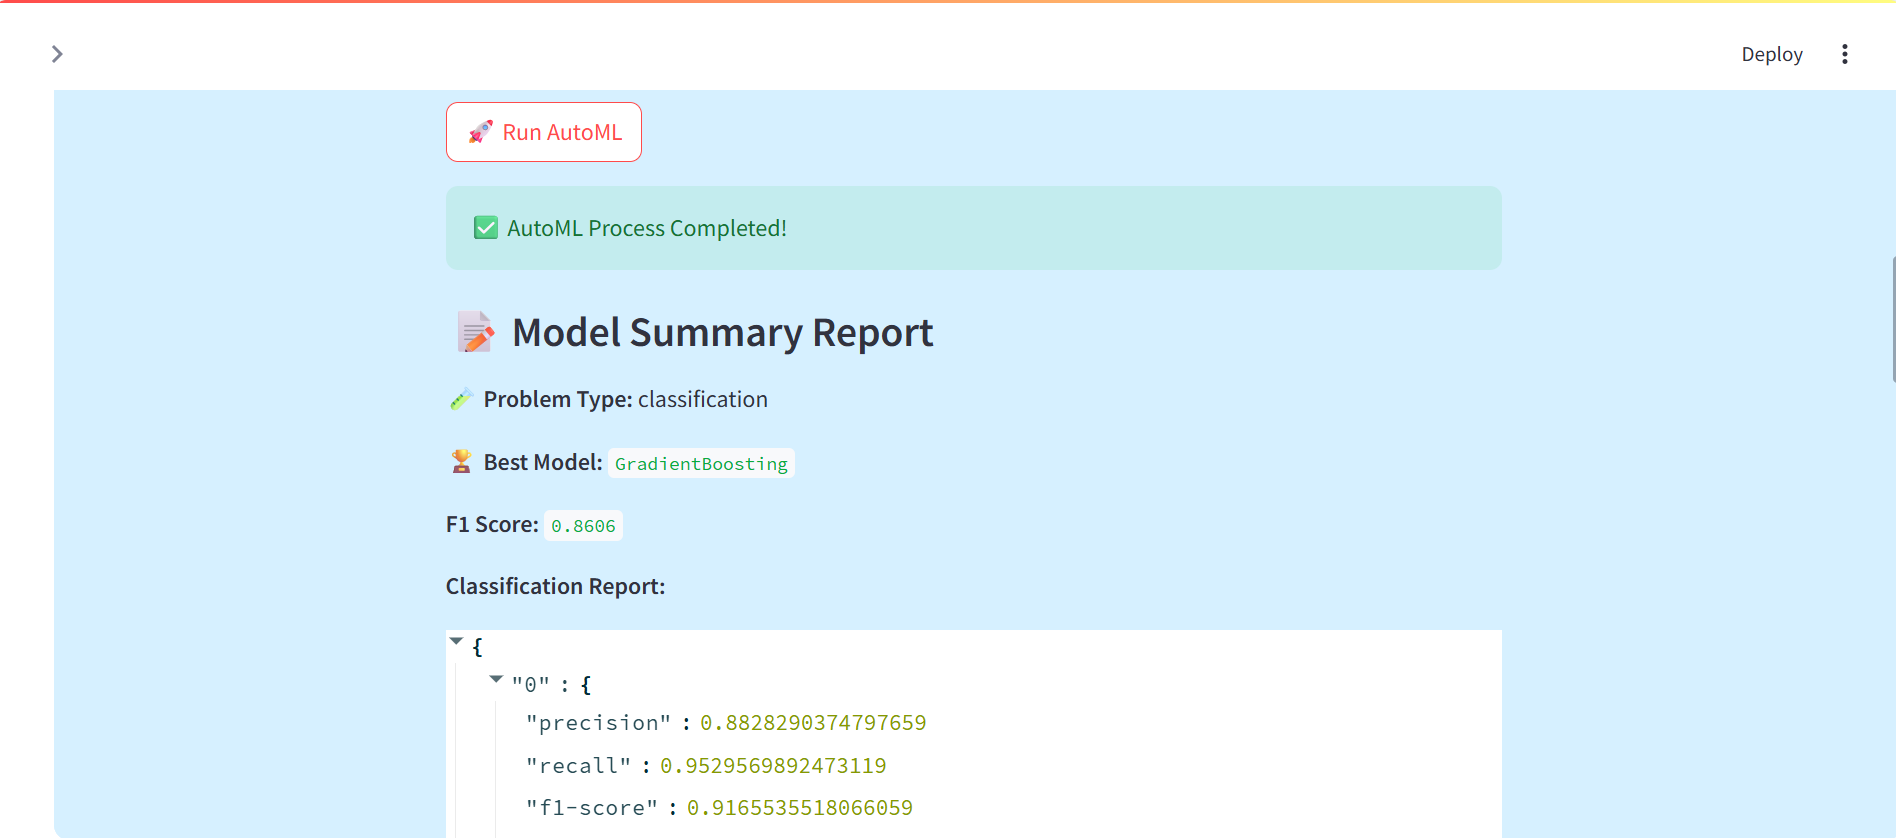 Deploy
Run AutoML
AutoML Process Completed!
Model Summary Report
Problem Type: classification
Best Model: GradientBoosting
F1 Score: 0.8606
Classification Report:
{
"0" : {
"precision" : 0.8828290374797659
"recall" : 0.9529569892473119
"f1-score" : 0.9165535518066059